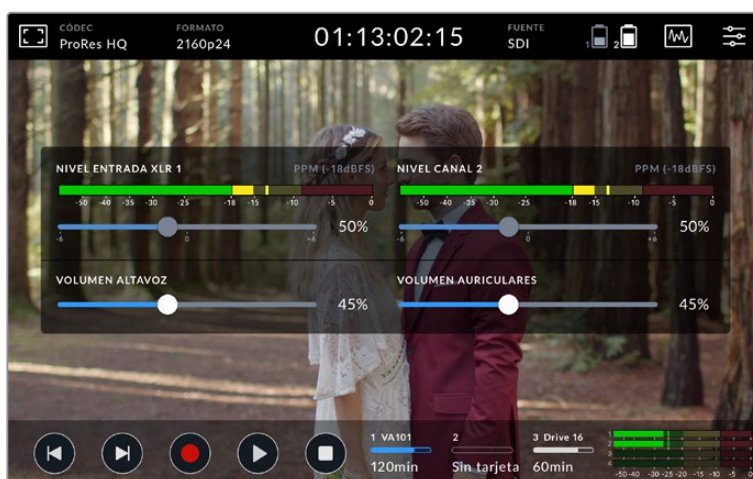 CÓDEC
ProRes HQ
FORMATO
2160p24
01:13:02:15
FUENTE
SDI
1
2
NIVEL ENTRADA XLR 1
PPM (-18dBFS)
-50 -40 -35 -30 -25 -18 -15 -10 -5 0
50%
-6 0 +6
NIVEL CANAL 2
PPM (-18dBFS)
-50 -40 -35 -30 -25 -18 -15 -10 -5 0
50%
-6 0 +6
VOLUMEN ALTAVOZ
45%
VOLUMEN AURICULARES
45%
1 VA101
120min
2
Sin tarjeta
3 Drive 16
60min
1
2
-50 -40 -30 -25 -20 -15 -10 -5 0